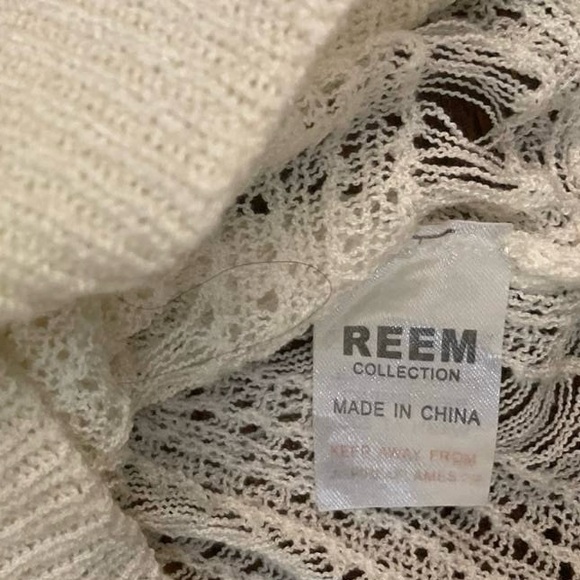 REEM
COLLECTION
MADE IN CHINA
KEEP AWAY FROM